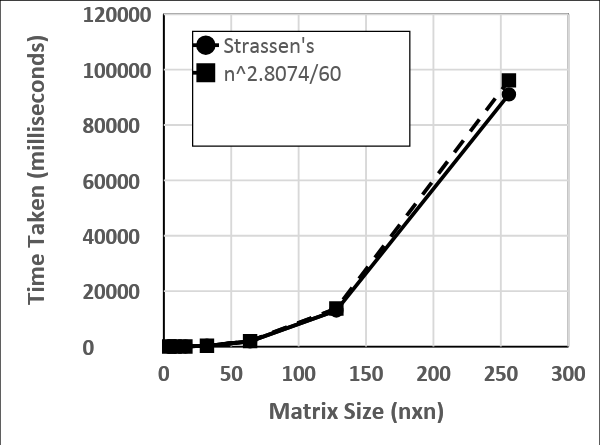 120000
100000
80000
60000
40000
20000
0
Time Taken (milliseconds)
Strassen's
n^2.8074/60
0 50 100 150 200 250 300
Matrix Size (nxn)